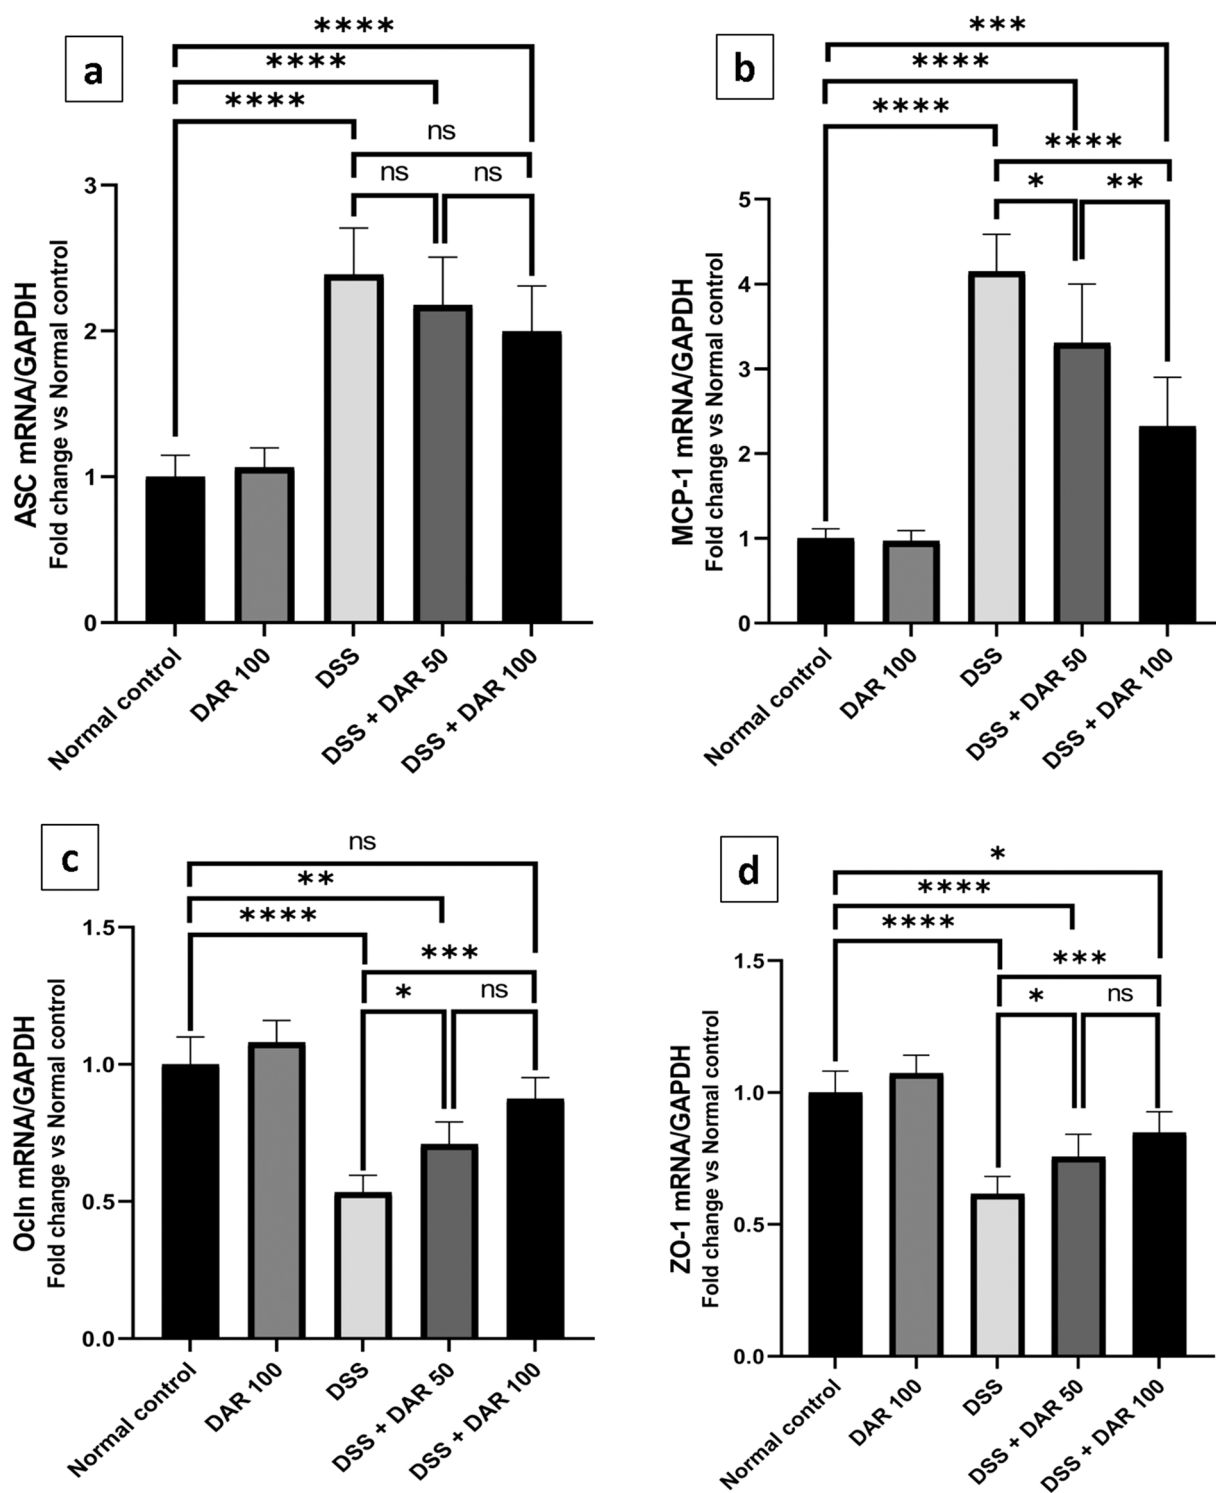 a
****
****
****
ns
ns
ns
3
2
1
0
ASC mRNA/GAPDH
Fold change vs Normal control
Normal control
DAR 100
DSS
DSS + DAR 50
DSS + DAR 100
b
***
****
****
****
*
**
5
4
3
2
1
0
MCP-1 mRNA/GAPDH
Fold change vs Normal control
Normal control
DAR 100
DSS
DSS + DAR 50
DSS + DAR 100
c
ns
**
****
***
*
ns
1.5
1.0
0.5
0.0
Ocln mRNA/GAPDH
Fold change vs Normal control
Normal control
DAR 100
DSS
DSS + DAR 50
DSS + DAR 100
d
*
****
****
***
*
ns
1.5
1.0
0.5
0.0
ZO-1 mRNA/GAPDH
Fold change vs Normal control
Normal control
DAR 100
DSS
DSS + DAR 50
DSS + DAR 100